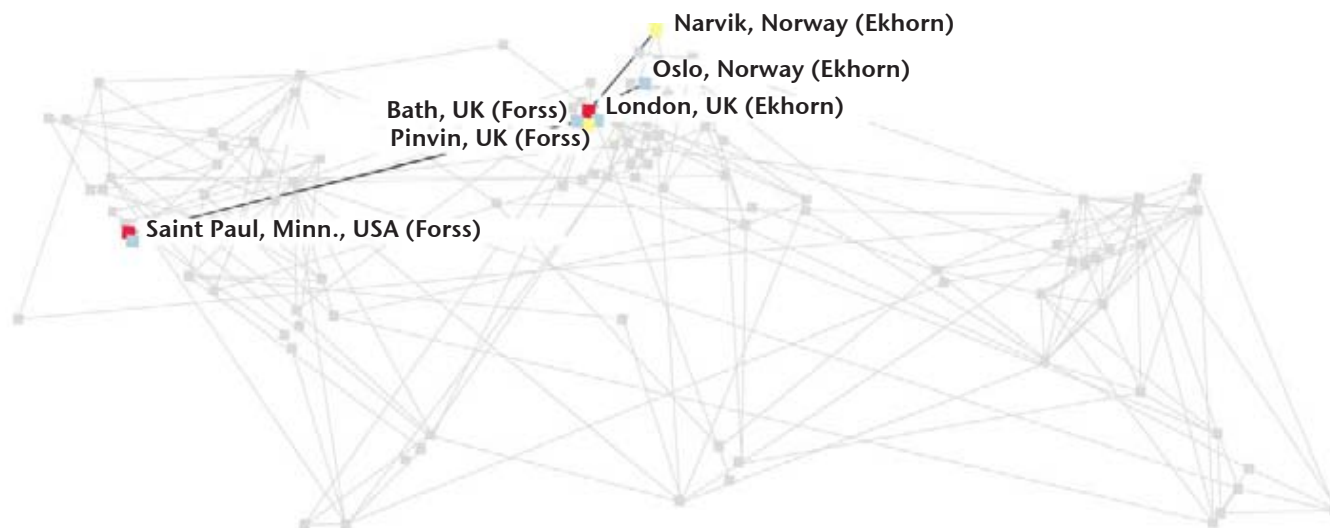 Narvik, Norway (Ekhorn)
Oslo, Norway (Ekhorn)
Bath, UK (Forss)
London, UK (Ekhorn)
Pinvin, UK (Forss)
Saint Paul, Minn., USA (Forss)